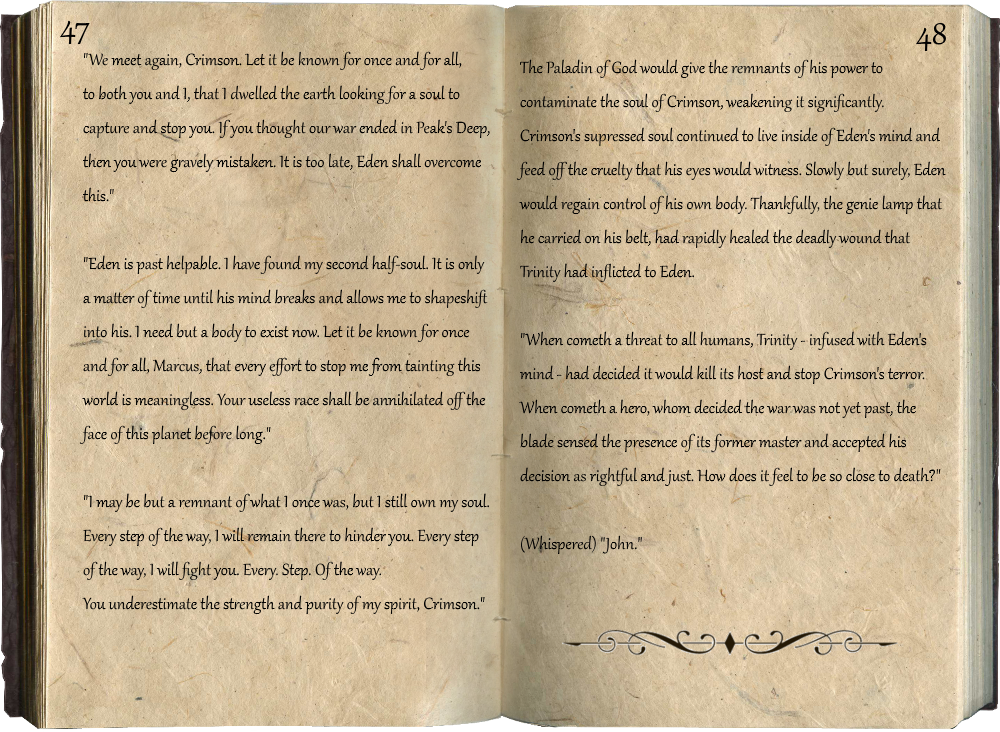 47
"We meet again, Crimson. Let it be known for once and for all,
to both you and I, that I dwelled the earth looking for a soul to
capture and stop you. If you thought our war ended in Peak's Deep,
then you were gravely mistaken. It is too late, Eden shall overcome
this."
"Eden is past helpable. I have found my second half-soul. It is only
a matter of time until his mind breaks and allows me to shapeshift
into his. I need but a body to exist now. Let it be known for once
and for all, Marcus, that every effort to stop me from tainting this
world is meaningless. Your useless race shall be annihilated off the
face of this planet before long."
"I may be but a remnant of what I once was, but I still own my soul.
Every step of the way, I will remain there to hinder you. Every step
of the way, I will fight you. Every. Step. Of the way.
You underestimate the strength and purity of my spirit, Crimson."
48
The Paladin of God would give the remnants of his power to
contaminate the soul of Crimson, weakening it significantly.
Crimson's supressed soul continued to live inside of Eden's mind and
feed off the cruelty that his eyes would witness. Slowly but surely, Eden
would regain control of his own body. Thankfully, the genie lamp that
he carried on his belt, had rapidly healed the deadly wound that
Trinity had inflicted to Eden.
"When cometh a threat to all humans, Trinity - infused with Eden's
mind - had decided it would kill its host and stop Crimson's terror.
When cometh a hero, whom decided the war was not yet past, the
blade sensed the presence of its former master and accepted his
decision as rightful and just. How does it feel to be so close to death?"
(Whispered) "John."